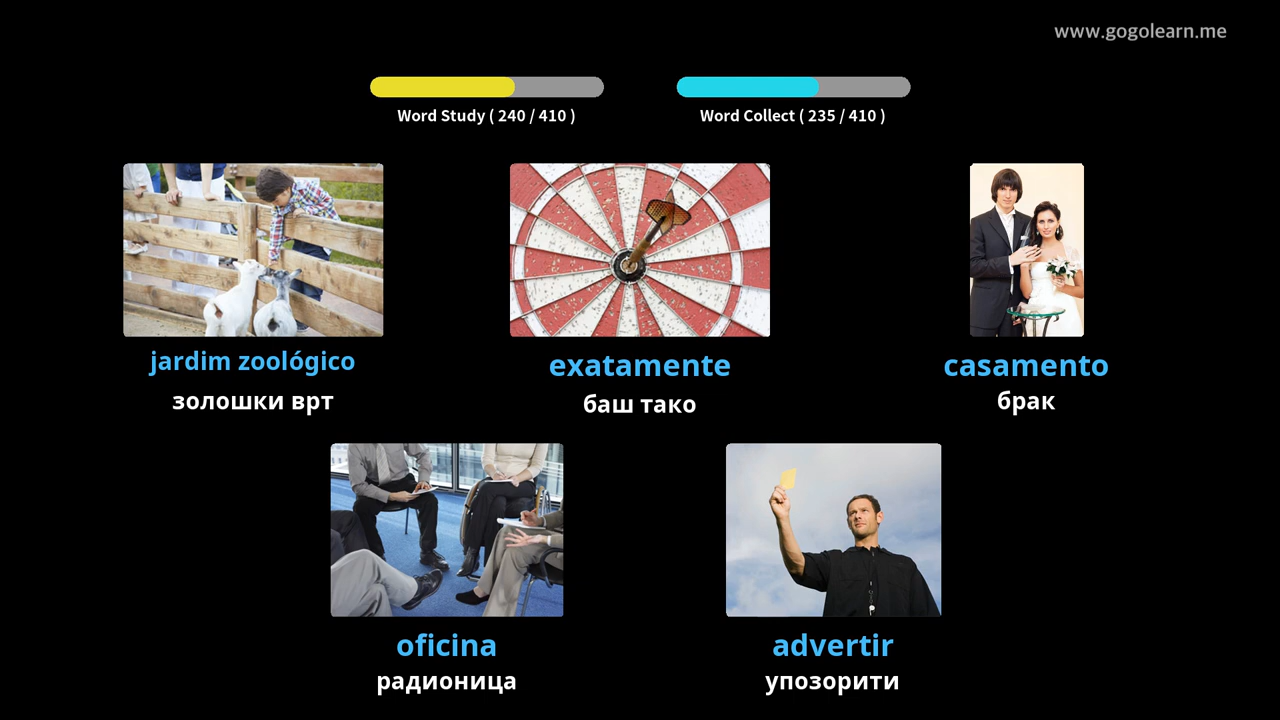 www.gogolearn.me
Word Study ( 240 / 410 )
Word Collect ( 235 / 410 )
jardim zoológico
золошки врт
exatamente
баш тако
casamento
брак
oficina
радионица
advertir
упозорити